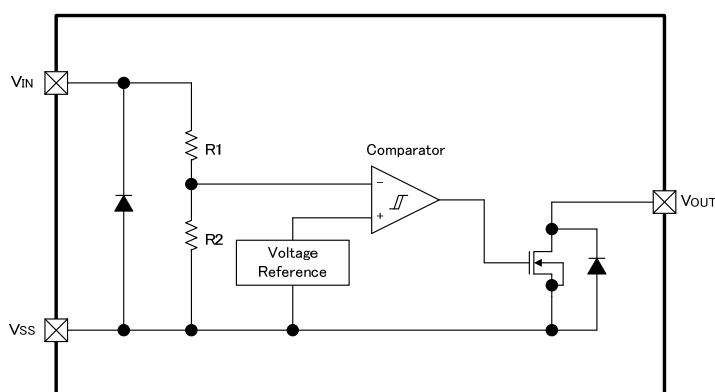 VIN
R1
Comparator
−
+
R2
Voltage
Reference
VOUT
VSS